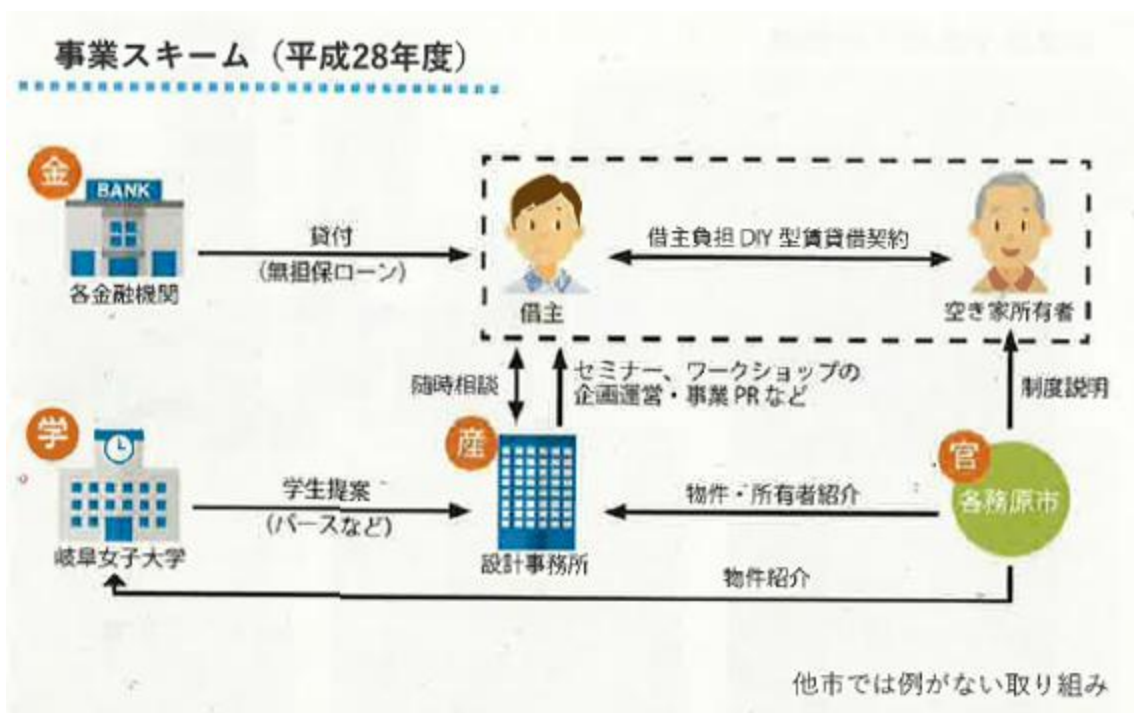 事業スキーム（平成28年度）
金
BANK
各金融機関
貸付
（無担保ローン）
借主
借主負担 DIY 型賃貸借契約
空き家所有者
随時相談
セミナー、ワークショップの
企画運営・事業 PR など
制度説明
学
岐阜女子大学
学生提案
（パースなど）
産
設計事務所
物件・所有者紹介
官
各務原市
物件紹介
他市では例がない取り組み